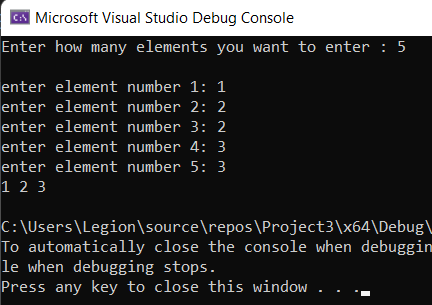 Microsoft Visual Studio Debug Console
Enter how many elements you want to enter : 5
enter element number 1: 1
enter element number 2: 2
enter element number 3: 2
enter element number 4: 3
enter element number 5: 3
1 2 3
C:\Users\Legion\source\repos\Project3\x64\Debug\
To automatically close the console when debuggin
le when debugging stops.
Press any key to close this window . . .